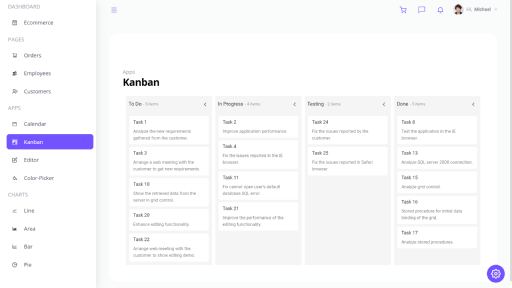 DASHBOARD
Ecommerce
PAGES
Orders
Employees
Customers
APPS
Calendar
Kanban
Editor
Color-Picker
CHARTS
Line
Area
Bar
Pie
Hi, Michael
Apps
Kanban
To Do - 5 items
Task 1
Analyze the new requirements
gathered from the customer.
Task 3
Arrange a web meeting with the
customer to get new requirements.
Task 18
Show the retrieved data from the
server in grid control.
Task 20
Enhance editing functionality.
Task 22
Arrange web meeting with the
customer to show editing demo.
In Progress - 4 items
Task 2
Improve application performance
Task 4
Fix the issues reported in the IE
browser.
Task 11
Fix cannot open user's default
database SQL error.
Task 21
Improve the performance of the
editing functionality.
Testing - 2 items
Task 24
Fix the issues reported by the
customer.
Task 25
Fix the issues reported in Safari
browser.
Done - 5 items
Task 8
Test the application in the IE
browser.
Task 13
Analyze SQL server 2008 connection.
Task 15
Analyze grid control.
Task 16
Stored procedure for initial data
binding of the grid.
Task 17
Analyze stored procedures.